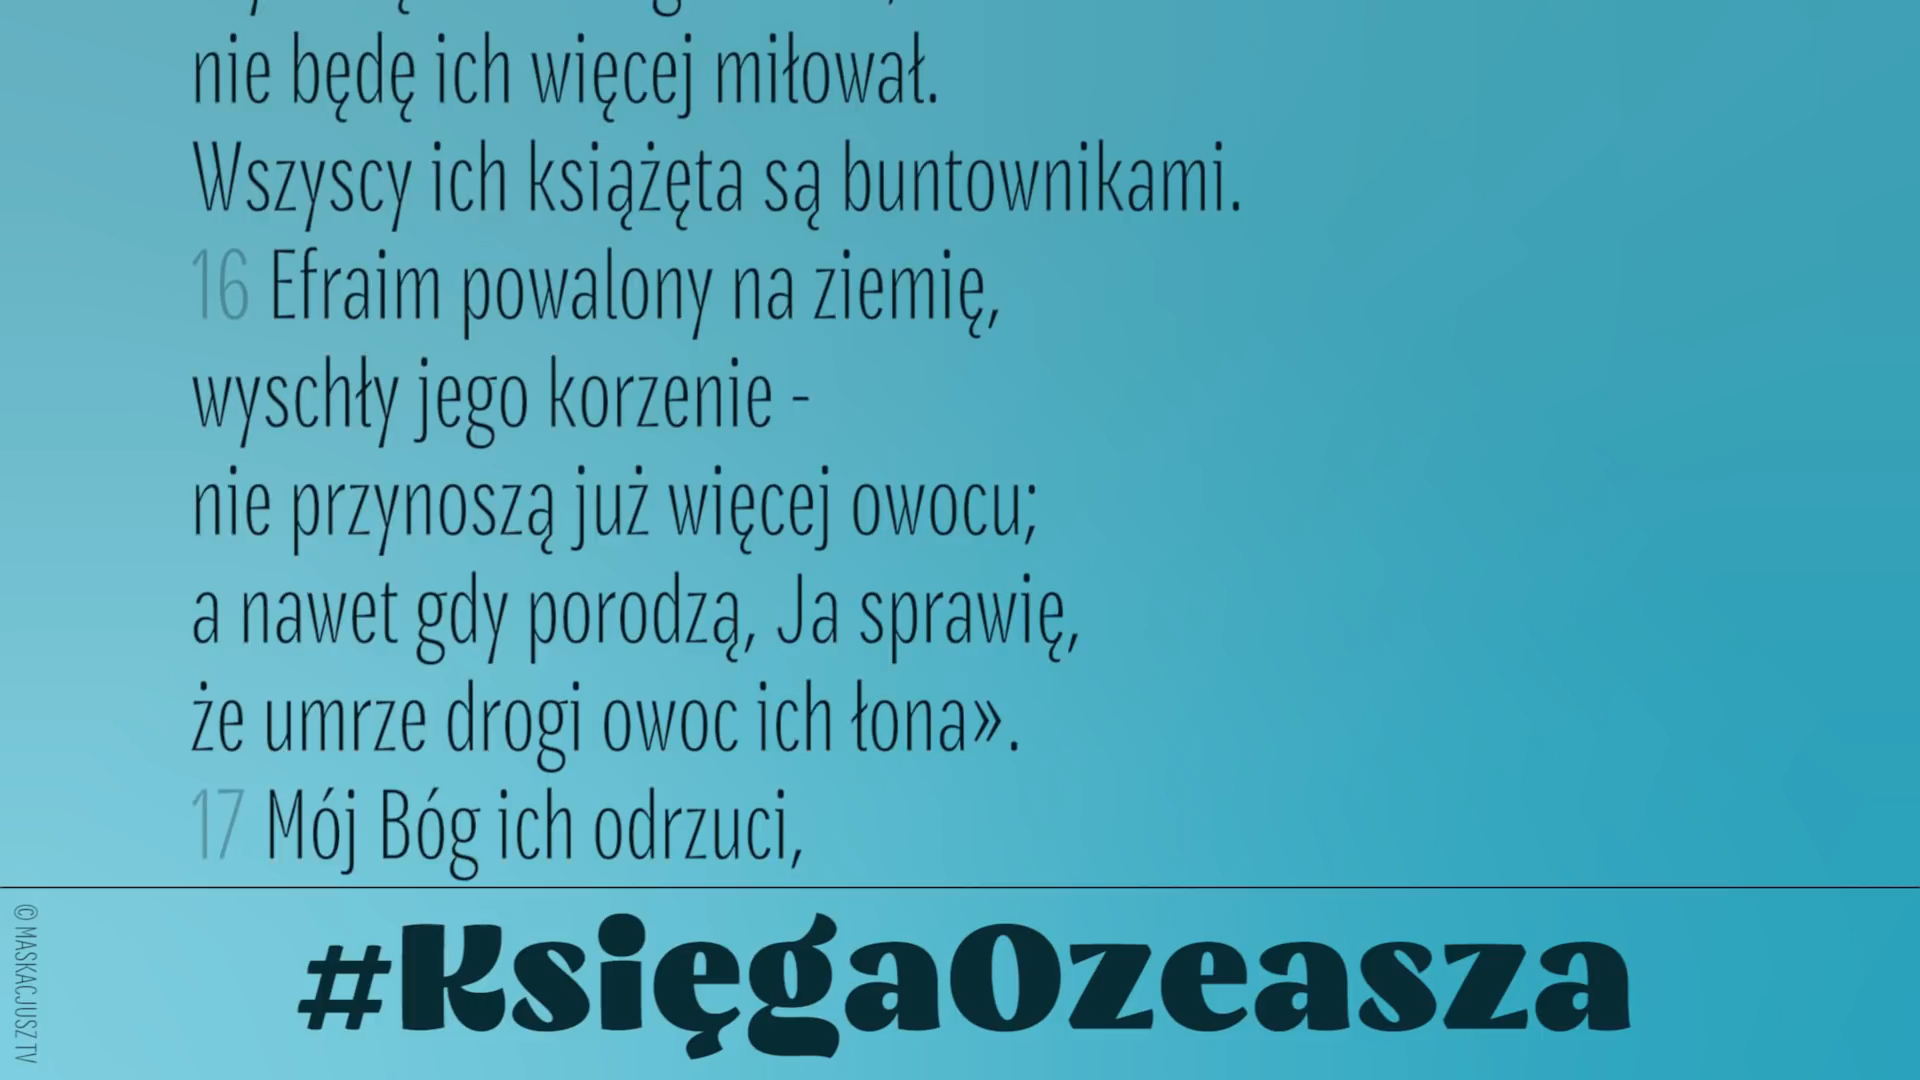 nie będę ich więcej miłował.
Wszyscy ich książęta są buntownikami.
16 Efraim powalony na ziemię,
wyschły jego korzenie -
nie przynoszą już więcej owocu;
a nawet gdy porodzą, Ja sprawię,
że umrze drogi owoc ich łona».
17 Mój Bóg ich odrzuci,
#KsięgaOzeasza
© MASKACJUSZ TV